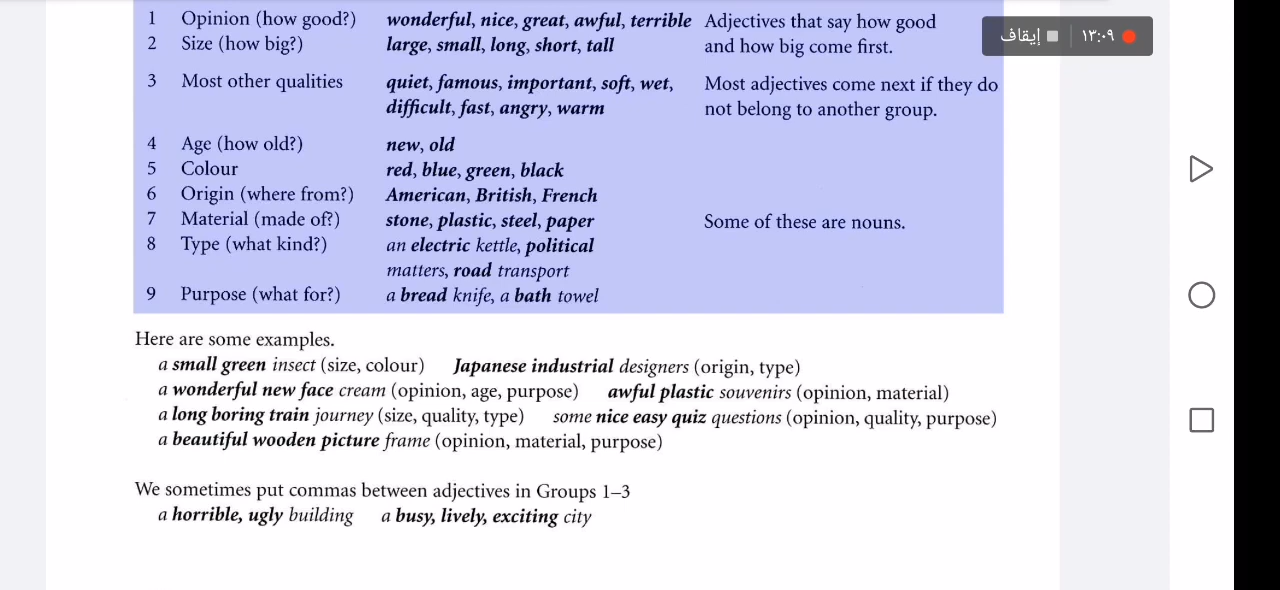 1 Opinion (how good?) wonderful, nice, great, awful, terrible Adjectives that say how good
2 Size (how big?) large, small, long, short, tall and how big come first.
إيقاف ١٣:٠٩
3 Most other qualities quiet, famous, important, soft, wet, Most adjectives come next if they do
difficult, fast, angry, warm not belong to another group.
4 Age (how old?) new, old
5 Colour red, blue, green, black
6 Origin (where from?) American, British, French
7 Material (made of?) stone, plastic, steel, paper Some of these are nouns.
8 Type (what kind?) an electric kettle, political
matters, road transport
9 Purpose (what for?) a bread knife, a bath towel
Here are some examples.
a small green insect (size, colour) Japanese industrial designers (origin, type)
a wonderful new face cream (opinion, age, purpose) awful plastic souvenirs (opinion, material)
a long boring train journey (size, quality, type) some nice easy quiz questions (opinion, quality, purpose)
a beautiful wooden picture frame (opinion, material, purpose)
We sometimes put commas between adjectives in Groups 1–3
a horrible, ugly building a busy, lively, exciting city